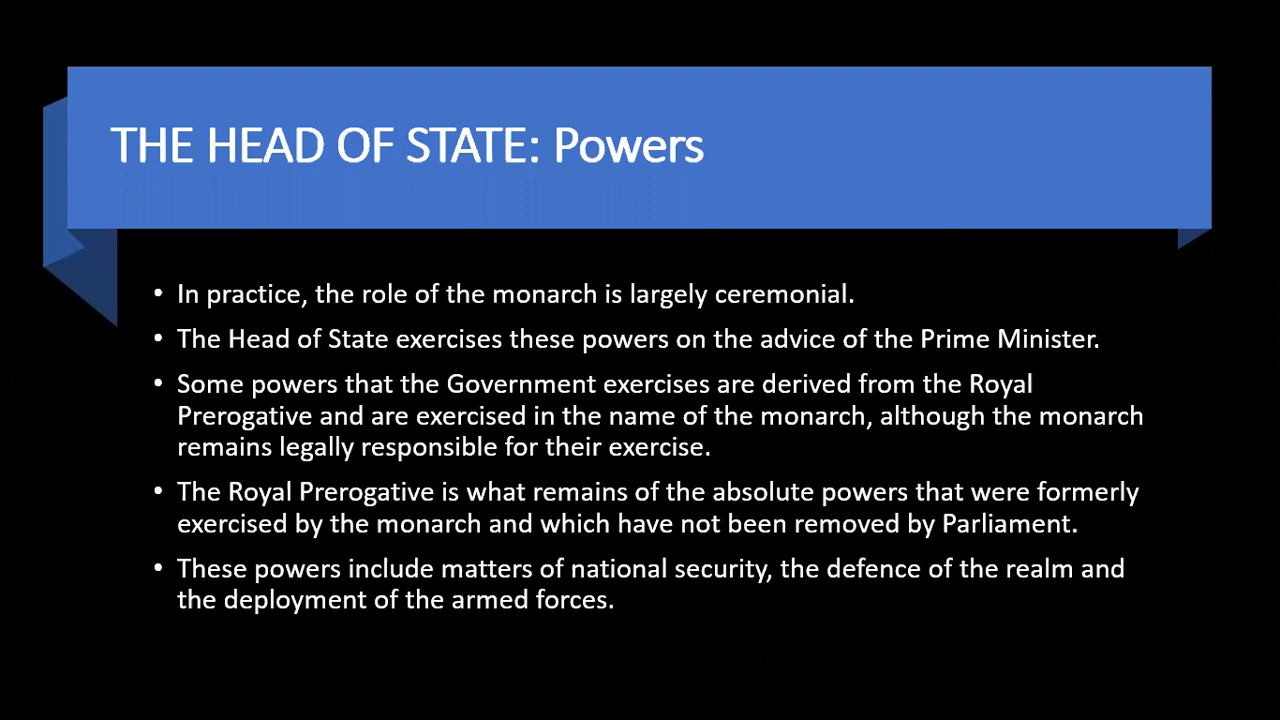 THE HEAD OF STATE: Powers
• In practice, the role of the monarch is largely ceremonial.
• The Head of State exercises these powers on the advice of the Prime Minister.
• Some powers that the Government exercises are derived from the Royal
Prerogative and are exercised in the name of the monarch, although the monarch
remains legally responsible for their exercise.
• The Royal Prerogative is what remains of the absolute powers that were formerly
exercised by the monarch and which have not been removed by Parliament.
• These powers include matters of national security, the defence of the realm and
the deployment of the armed forces.